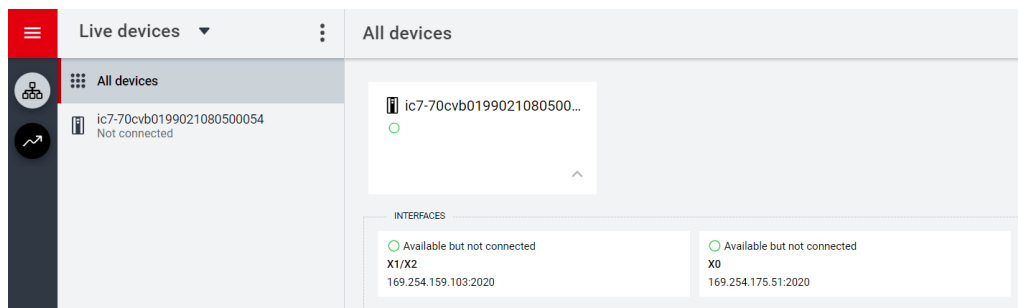 Live devices
All devices
All devices
ic7-70cvb0199021080500054
Not connected
ic7-70cvb0199021080500...
INTERFACES
Available but not connected
X1/X2
169.254.159.103:2020
Available but not connected
X0
169.254.175.51:2020